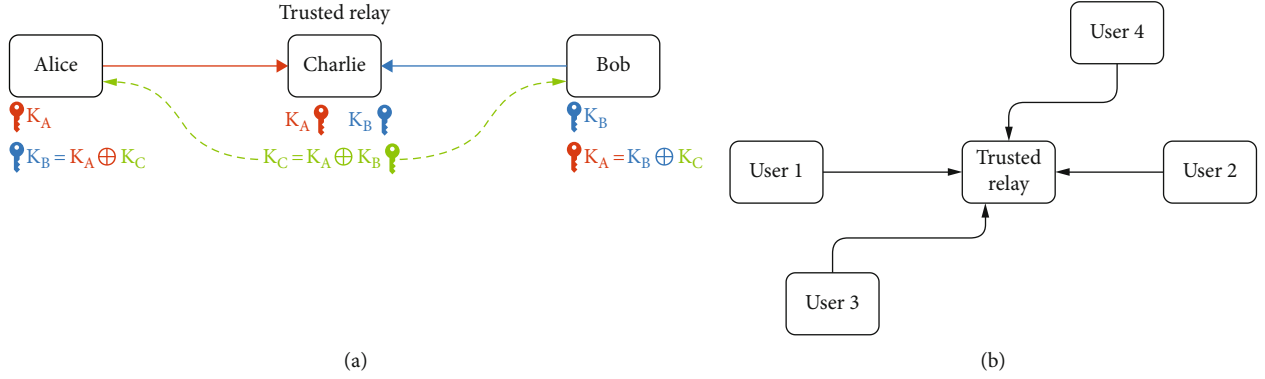 Trusted relay
Alice
Charlie
Bob
K_A
K_A
K_B
K_B
K_B = K_A ⊕ K_C
K_C = K_A ⊕ K_B
K_A = K_B ⊕ K_C
(a)
User 4
User 1
Trusted
relay
User 2
User 3
(b)